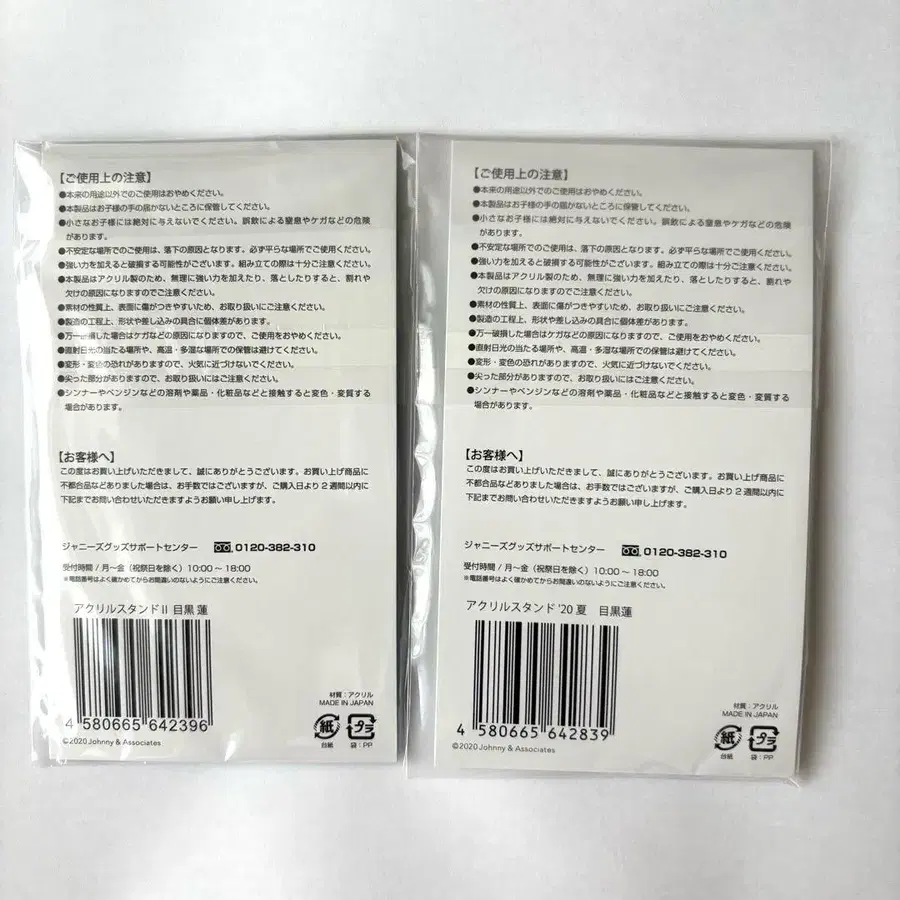 【ご使用上の注意】
●本来の用途以外でのご使用はおやめください。
●本製品はお子様の手の届かないところに保管してください。
●小さなお子様には絶対に与えないでください。誤飲による窒息やケガなどの危険
があります。
●不安定な場所でのご使用は、落下の原因となります。必ず平らな場所でご使用ください。
●強い力を加えると破損する可能性がございます。組み立ての際は十分ご注意ください。
●本製品はアクリル製のため、無理に強い力を加えたり、落としたりすると、割れや
欠けの原因になりますのでご注意ください。
●素材の性質上、表面に傷がつきやすいため、お取り扱いにご注意ください。
●製造の工程上、形状や差し込みの具合に個体差があります。
●万一破損した場合はケガなどの原因になりますので、ご使用をおやめください。
●直射日光の当たる場所や、高温・多湿な場所での保管は避けてください。
●変形・変色の恐れがありますので、火気に近づけないでください。
●尖った部分がありますので、お取り扱いにはご注意ください。
●シンナーやベンジンなどの溶剤や薬品・化粧品などと接触すると変色・変質する
場合があります。
【お客様へ】
この度はお買い上げいただきまして、誠にありがとうございます。お買い上げ商品に
不都合品などありました場合は、お手数ではございますが、ご購入日より2週間以内に
下記までお問い合わせいただきますようお願い申し上げます。
ジャニーズグッズサポートセンター 0120-382-310
受付時間 / 月～金（祝祭日を除く）10:00～18:00
※電話番号はよく確かめてからお間違いのないようにご注意ください。
アクリルスタンドⅡ 目黒 蓮
4 580665 642396
材質：アクリル
MADE IN JAPAN
紙 プラ
台紙 袋：PP
©2020 Johnny & Associates
【ご使用上の注意】
●本来の用途以外でのご使用はおやめください。
●本製品はお子様の手の届かないところに保管してください。
●小さなお子様には絶対に与えないでください。誤飲による窒息やケガなどの危険
があります。
●不安定な場所でのご使用は、落下の原因となります。必ず平らな場所でご使用ください。
●強い力を加えると破損する可能性がございます。組み立ての際は十分ご注意ください。
●本製品はアクリル製のため、無理に強い力を加えたり、落としたりすると、割れや
欠けの原因になりますのでご注意ください。
●素材の性質上、表面に傷がつきやすいため、お取り扱いにご注意ください。
●製造の工程上、形状や差し込みの具合に個体差があります。
●万一破損した場合はケガなどの原因になりますので、ご使用をおやめください。
●直射日光の当たる場所や、高温・多湿な場所での保管は避けてください。
●変形・変色の恐れがありますので、火気に近づけないでください。
●尖った部分がありますので、お取り扱いにはご注意ください。
●シンナーやベンジンなどの溶剤や薬品・化粧品などと接触すると変色・変質する
場合があります。
【お客様へ】
この度はお買い上げいただきまして、誠にありがとうございます。お買い上げ商品に
不都合品などありました場合は、お手数ではございますが、ご購入日より2週間以内に
下記までお問い合わせいただきますようお願い申し上げます。
ジャニーズグッズサポートセンター 0120-382-310
受付時間 / 月～金（祝祭日を除く）10:00～18:00
※電話番号はよく確かめてからお間違いのないようにご注意ください。
アクリルスタンド '20 夏 目黒蓮
4 580665 642839
材質：アクリル
MADE IN JAPAN
紙 プラ
台紙 袋：PP
©2020 Johnny & Associates